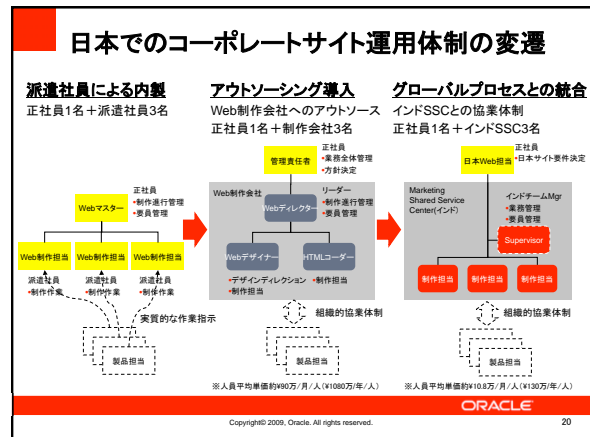 日本でのコーポレートサイト運用体制の変遷
派遣社員による内製
正社員1名＋派遣社員3名
正社員
•制作進行管理
•要員管理
Webマスター
Web制作担当
Web制作担当
Web制作担当
派遣社員
•制作作業
派遣社員
•制作作業
派遣社員
•制作作業
実質的な作業指示
製品担当
アウトソーシング導入
Web制作会社へのアウトソース
正社員1名＋制作会社3名
管理責任者
正社員
•業務全体管理
•方針決定
Web制作会社
リーダー
•制作進行管理
•要員管理
Webディレクター
Webデザイナー
HTMLコーダー
•デザインディレクション
•制作担当
•制作担当
組織的協業体制
製品担当
※人員平均単価約¥90万/月/人(¥1080万/年/人)
グローバルプロセスとの統合
インドSSCとの協業体制
正社員1名＋インドSSC3名
日本Web担当
正社員
•日本サイト要件決定
Marketing
Shared Service
Center(インド)
インドチームMgr
•業務管理
•要員管理
Supervisor
制作担当
制作担当
制作担当
組織的協業体制
製品担当
※人員平均単価約¥10.8万/月/人(¥130万/年/人)
ORACLE
Copyright© 2009, Oracle. All rights reserved.
20